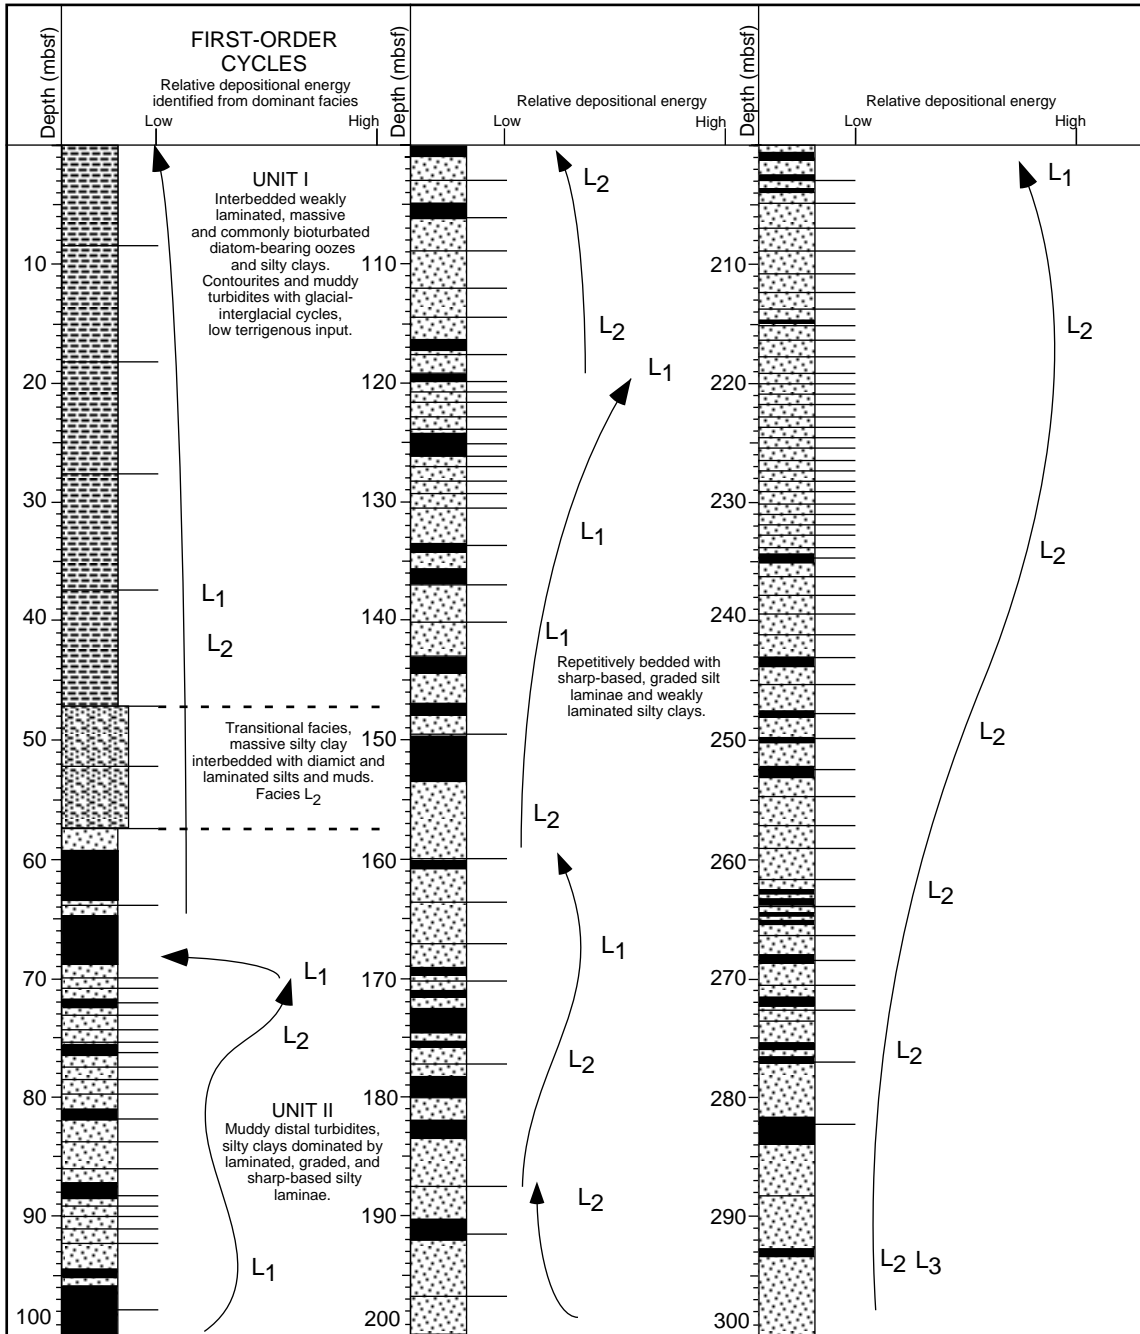 Depth (mbsf)
FIRST-ORDER
CYCLES
Relative depositional energy
identified from dominant facies
Low
High
UNIT I
Interbedded weakly
laminated, massive
and commonly bioturbated
diatom-bearing oozes
and silty clays.
Contourites and muddy
turbidites with glacial-
interglacial cycles,
low terrigenous input.
10
20
30
L1
40
L2
Transitional facies,
massive silty clay
interbedded with diamict and
laminated silts and muds.
Facies L2
50
60
L1
70
L2
80
UNIT II
Muddy distal turbidites,
silty clays dominated by
laminated, graded, and
sharp-based silty
laminae.
90
L1
100
Depth (mbsf)
Relative depositional energy
Low
High
L2
110
L2
L1
120
130
L1
140
L1
Repetitively bedded with
sharp-based, graded silt
laminae and weakly
laminated silty clays.
150
L2
160
L1
170
L2
180
L2
190
200
Depth (mbsf)
Relative depositional energy
Low
High
L1
210
L2
220
230
L2
240
L2
250
260
L2
270
L2
280
290
L2 L3
300